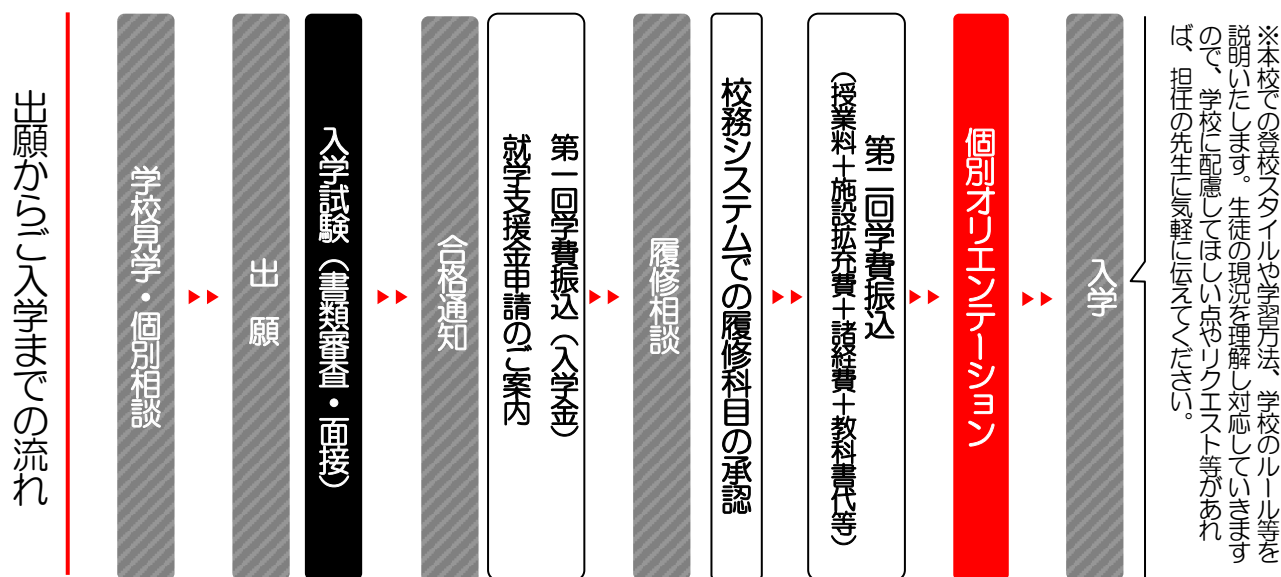 出願からご入学までの流れ
学校見学・個別相談
出　願
入学試験（書類審査・面接）
合格通知
第一回学費振込（入学金）
就学支援金申請のご案内
履修相談
校務システムでの履修科目の承認
第二回学費振込
（授業料＋施設拡充費＋諸経費＋教科書代等）
個別オリエンテーション
入学
※本校での登校スタイルや学習方法、学校のルール等を
説明いたします。生徒の現況を理解し対応していきます
ので、学校に配慮してほしい点やリクエスト等があれ
ば、担任の先生に気軽に伝えてください。